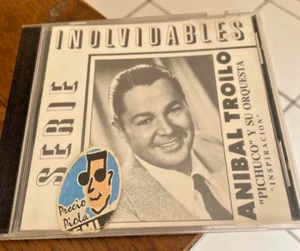 SERIE
INOLVIDABLES
ANIBAL TROILO
"PICHUCO" Y SU ORQUESTA
"INSPIRACION"
Precio
Piola